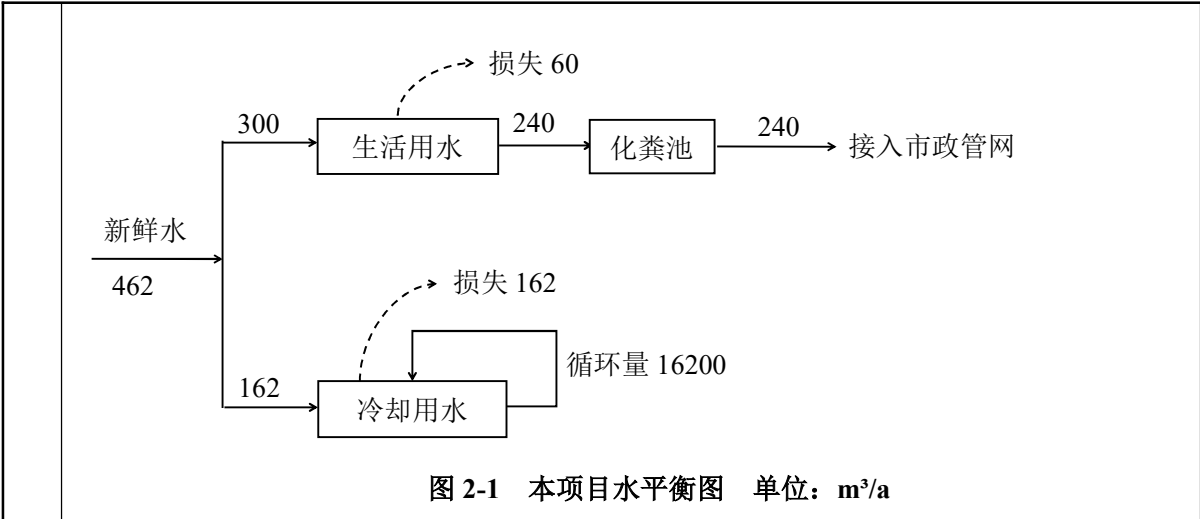 损失 60
300
生活用水
240
化粪池
240
接入市政管网
新鲜水
462
损失 162
循环量 16200
162
冷却用水
图 2-1 本项目水平衡图 单位：m³/a